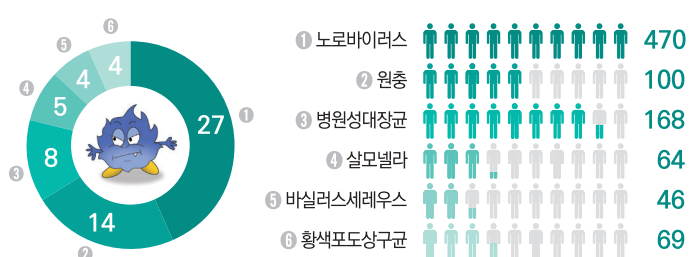 ① 노로바이러스 470
② 원충 100
③ 병원성대장균 168
④ 살모넬라 64
⑤ 바실러스세레우스 46
⑥ 황색포도상구균 69
① 27
② 14
③ 8
④ 5
⑤ 4
⑥ 4